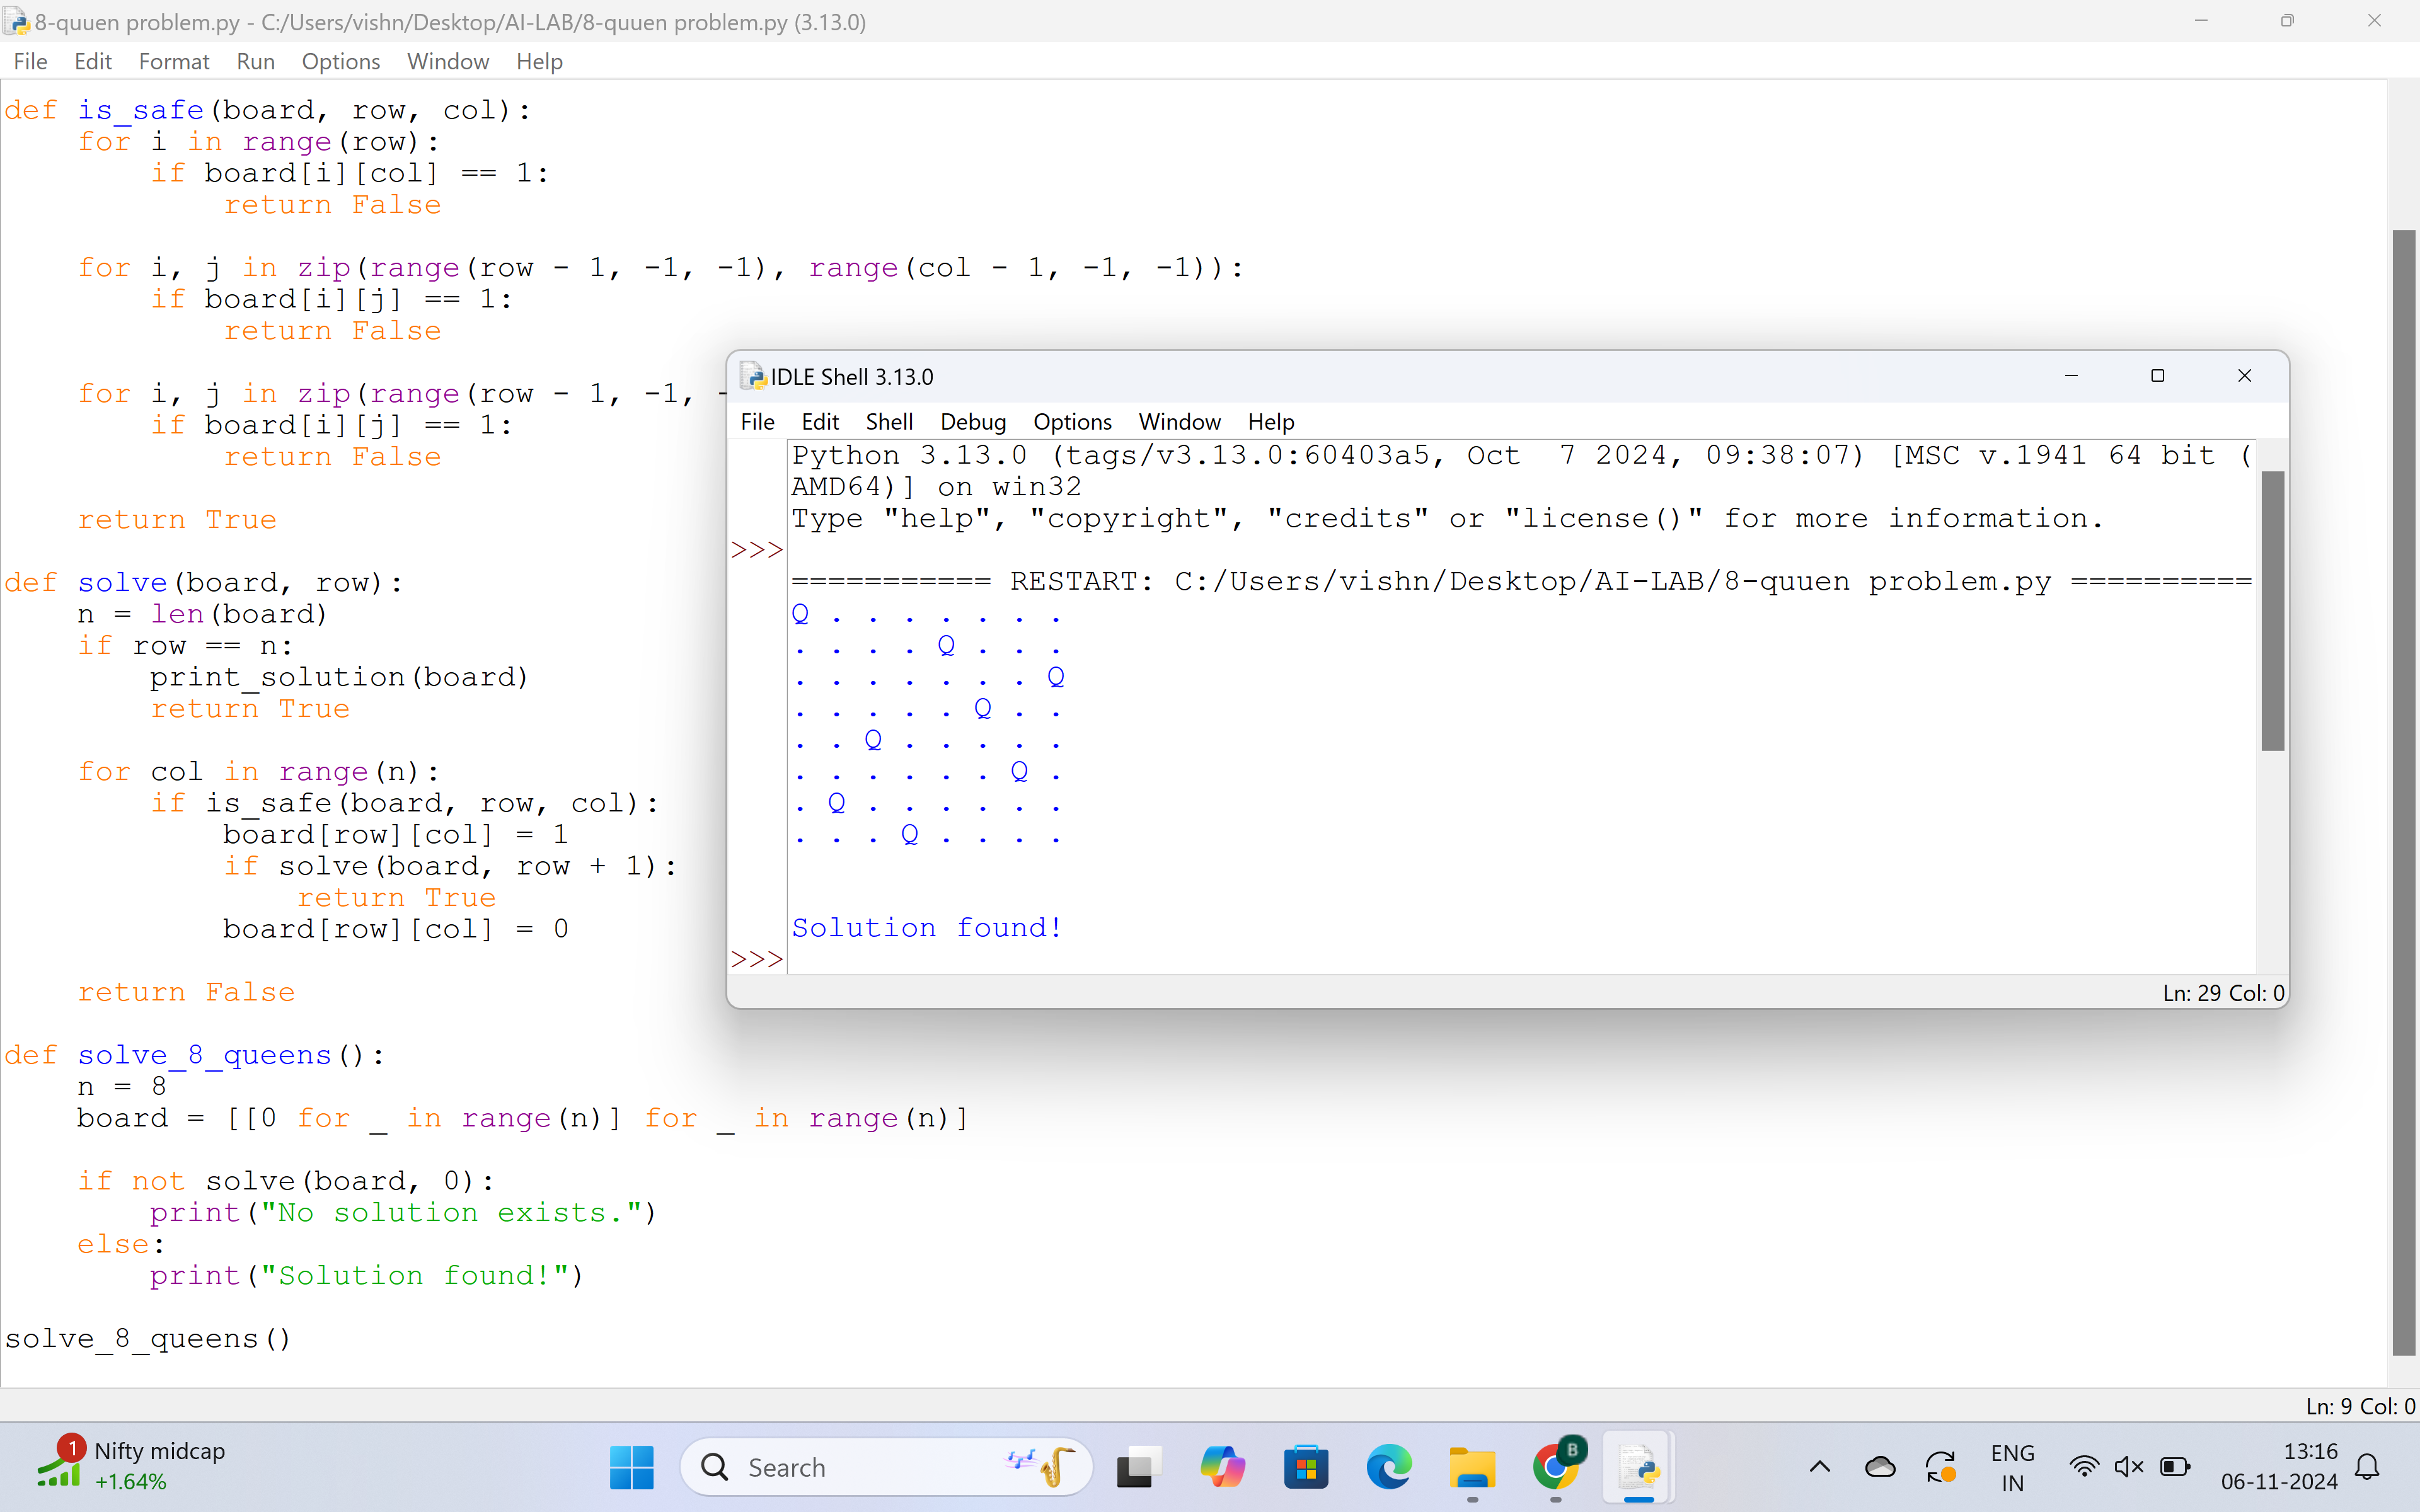 8-quuen problem.py - C:/Users/vishn/Desktop/AI-LAB/8-quuen problem.py (3.13.0)
File Edit Format Run Options Window Help
def is_safe(board, row, col):
    for i in range(row):
        if board[i][col] == 1:
            return False

    for i, j in zip(range(row - 1, -1, -1), range(col - 1, -1, -1)):
        if board[i][j] == 1:
            return False

    for i, j in zip(range(row - 1, -1, -
        if board[i][j] == 1:
            return False

    return True

def solve(board, row):
    n = len(board)
    if row == n:
        print_solution(board)
        return True

    for col in range(n):
        if is_safe(board, row, col):
            board[row][col] = 1
            if solve(board, row + 1):
                return True
            board[row][col] = 0

    return False

def solve_8_queens():
    n = 8
    board = [[0 for _ in range(n)] for _ in range(n)]

    if not solve(board, 0):
        print("No solution exists.")
    else:
        print("Solution found!")

solve_8_queens()
Ln: 9 Col: 0
IDLE Shell 3.13.0
File Edit Shell Debug Options Window Help
Python 3.13.0 (tags/v3.13.0:60403a5, Oct  7 2024, 09:38:07) [MSC v.1941 64 bit (
AMD64)] on win32
Type "help", "copyright", "credits" or "license()" for more information.
>>>
=========== RESTART: C:/Users/vishn/Desktop/AI-LAB/8-quuen problem.py ==========
Q . . . . . . .
. . . . Q . . .
. . . . . . . Q
. . . . . Q . .
. . Q . . . . .
. . . . . . Q .
. Q . . . . . .
. . . Q . . . .
Solution found!
>>>
Ln: 29 Col: 0
1
Nifty midcap
+1.64%
Search
B
ENG
IN
13:16
06-11-2024